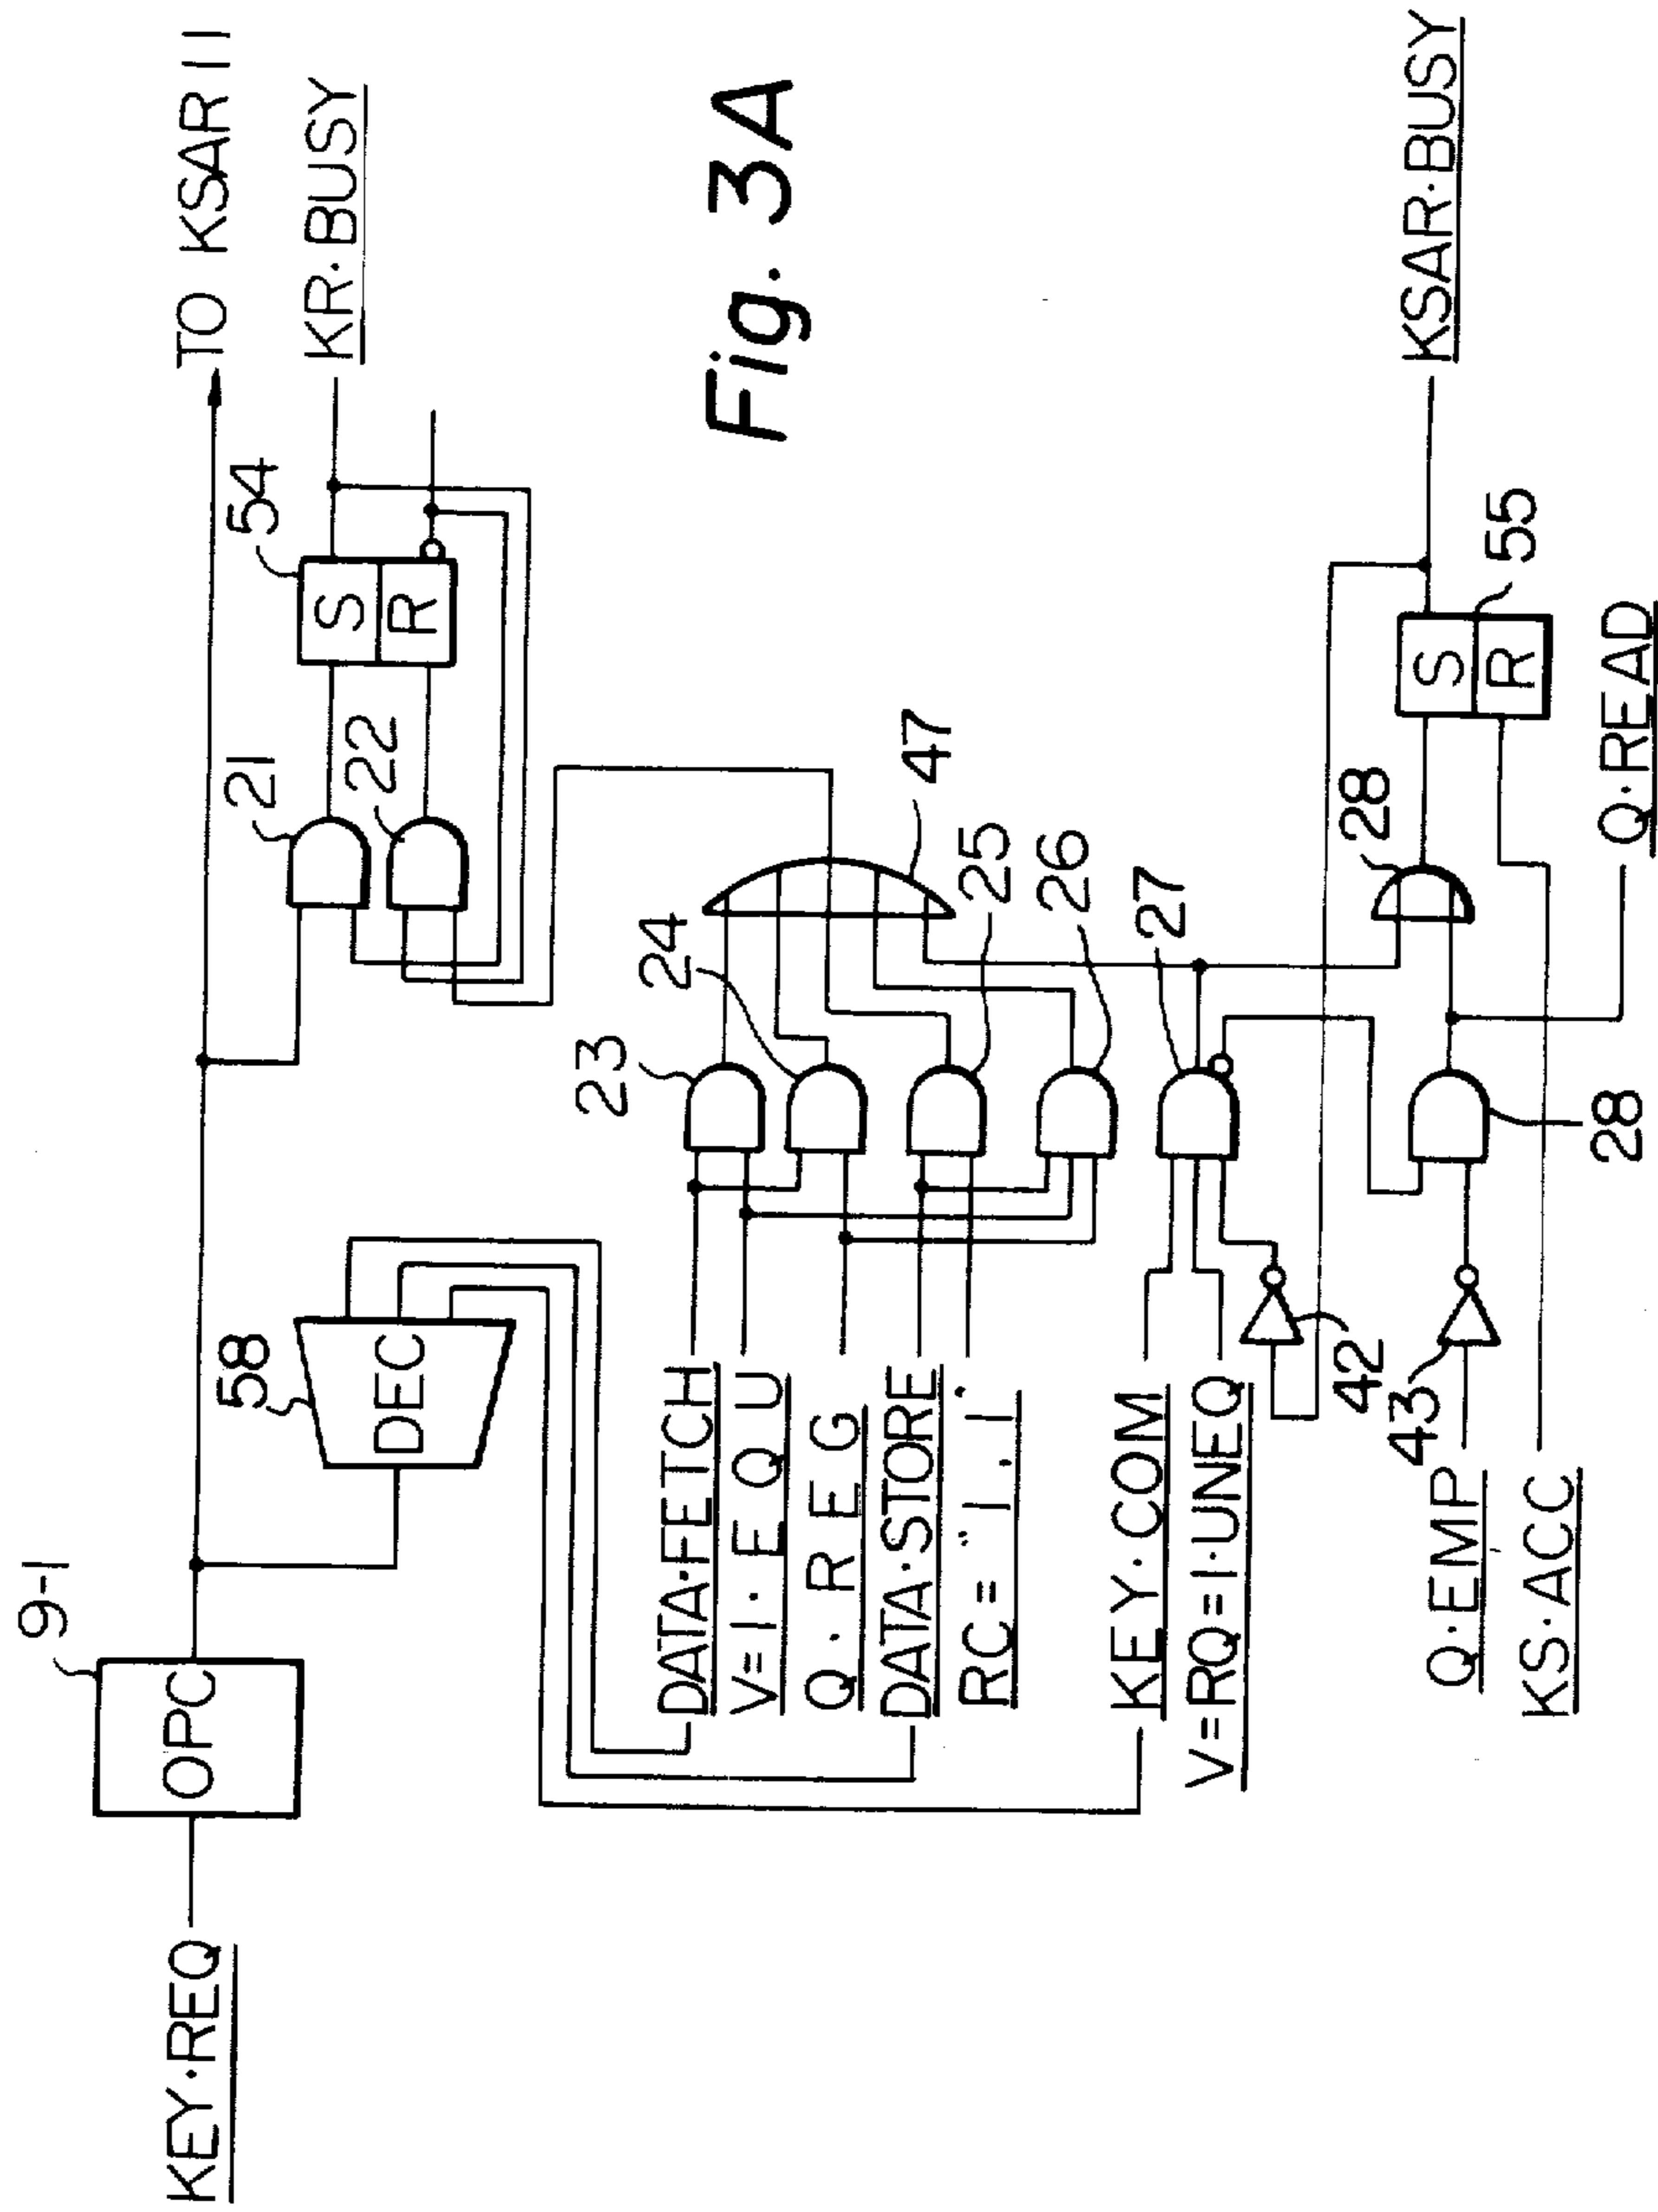 Fig. 3A
KEY·REQ
9-1
OPC
TO KSAR 11
58
DEC
21
22
54
S
R
KR·BUSY
DATA·FETCH
V=1·EQU
Q·REG
DATA·STORE
RC="1,1"
KEY·COM
V=RQ=1·UNEQ
Q·EMP
KS·ACC
23
24
25
26
27
47
42
43
28
28
S
R
55
KSAR·BUSY
Q·READ